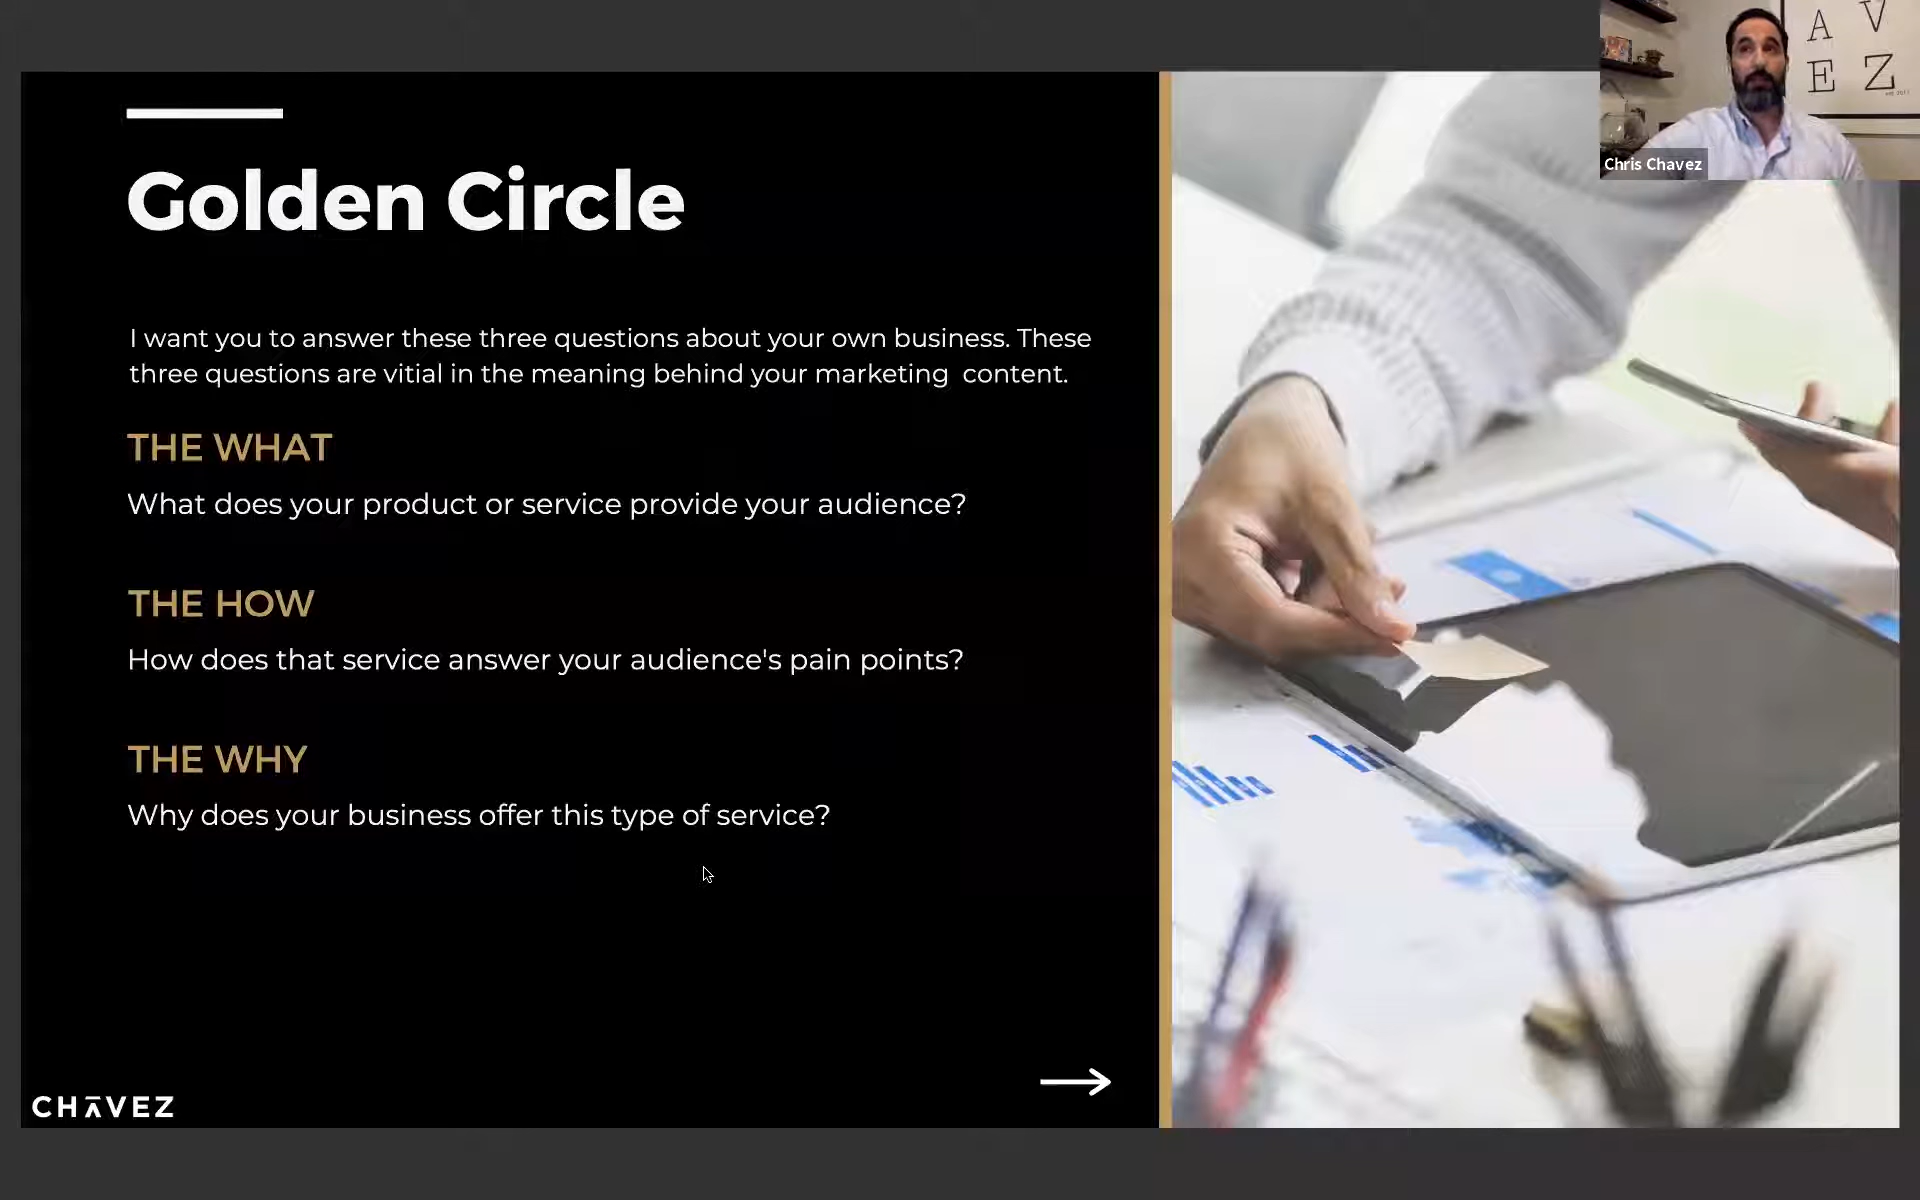 Golden Circle
I want you to answer these three questions about your own business. These
three questions are vitial in the meaning behind your marketing  content.
THE WHAT
What does your product or service provide your audience?
THE HOW
How does that service answer your audience's pain points?
THE WHY
Why does your business offer this type of service?
CHAVEZ
A V
E Z
Chris Chavez